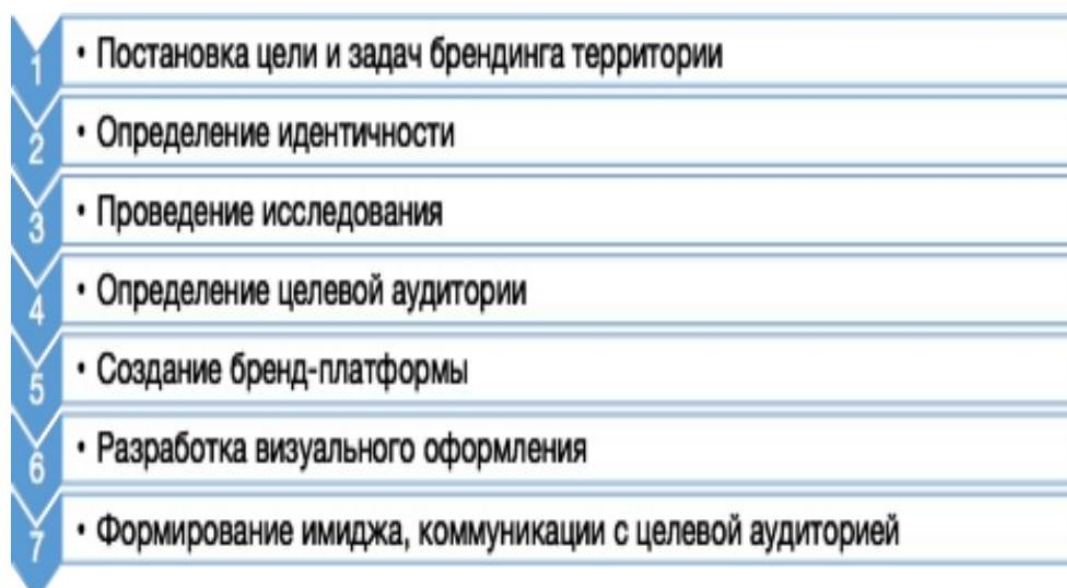 1 • Постановка цели и задач брендинга территории
2 • Определение идентичности
3 • Проведение исследования
4 • Определение целевой аудитории
5 • Создание бренд-платформы
6 • Разработка визуального оформления
7 • Формирование имиджа, коммуникации с целевой аудиторией